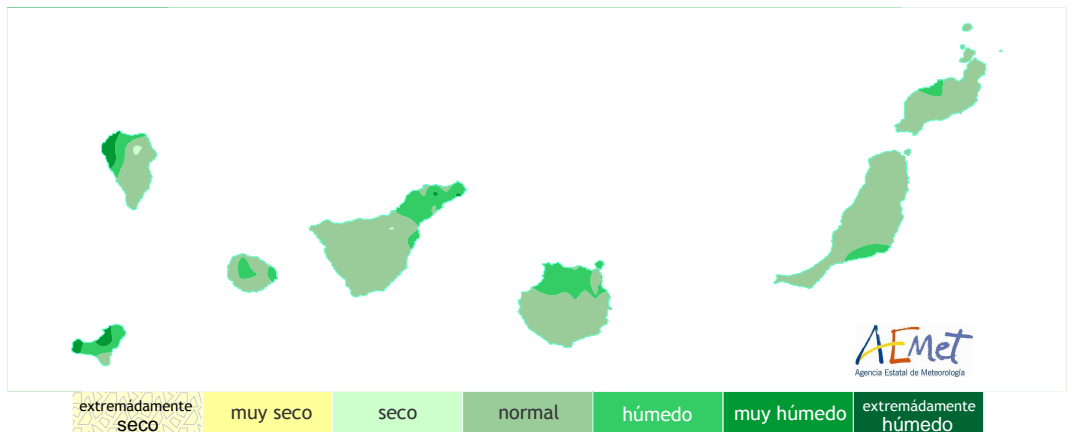 AEMet
Agencia Estatal de Meteorología
extremádamente seco
muy seco
seco
normal
húmedo
muy húmedo
extremádamente húmedo